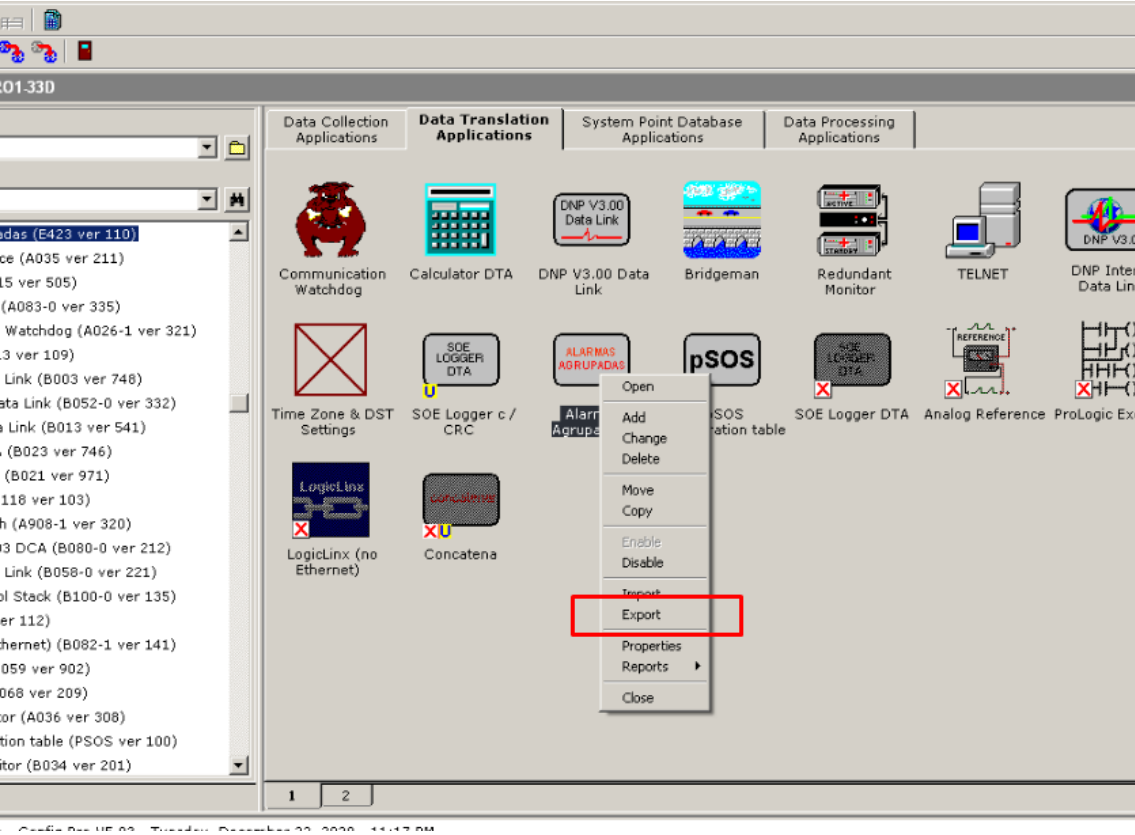 R01-33D
Data Collection
Applications
Data Translation
Applications
System Point Database
Applications
Data Processing
Applications
adas (E423 ver 110)
ce (A035 ver 211)
15 ver 505)
(A083-0 ver 335)
Watchdog (A026-1 ver 321)
3 ver 109)
Link (B003 ver 748)
ata Link (B052-0 ver 332)
Link (B013 ver 541)
(B023 ver 746)
(B021 ver 971)
118 ver 103)
h (A908-1 ver 320)
03 DCA (B080-0 ver 212)
Link (B058-0 ver 221)
ol Stack (B100-0 ver 135)
er 112)
hernet) (B082-1 ver 141)
059 ver 902)
068 ver 209)
tor (A036 ver 308)
tion table (PSOS ver 100)
itor (B034 ver 201)
DNP V3.00
Data Link
ACTIVE
STANDBY
DNP V3.0
Communication
Watchdog
Calculator DTA
DNP V3.00 Data
Link
Bridgeman
Redundant
Monitor
TELNET
DNP Inter
Data Lin
SOE
LOGGER
DTA
U
ALARMAS
AGRUPADAS
pSOS
SOE
LOGGER
DTA
X
REFERENCE
X
X
Time Zone & DST
Settings
SOE Logger c /
CRC
Alarm
Agrupa
SOS
ration table
SOE Logger DTA
Analog Reference
ProLogic Ex
LogicLinx
X
Concatena
X U
LogicLinx (no
Ethernet)
Concatena
Open
Add
Change
Delete
Move
Copy
Enable
Disable
Import
Export
Properties
Reports
Close
1
2
Config Pro V5.03 Tuesday, December 22, 2020 11:17 PM